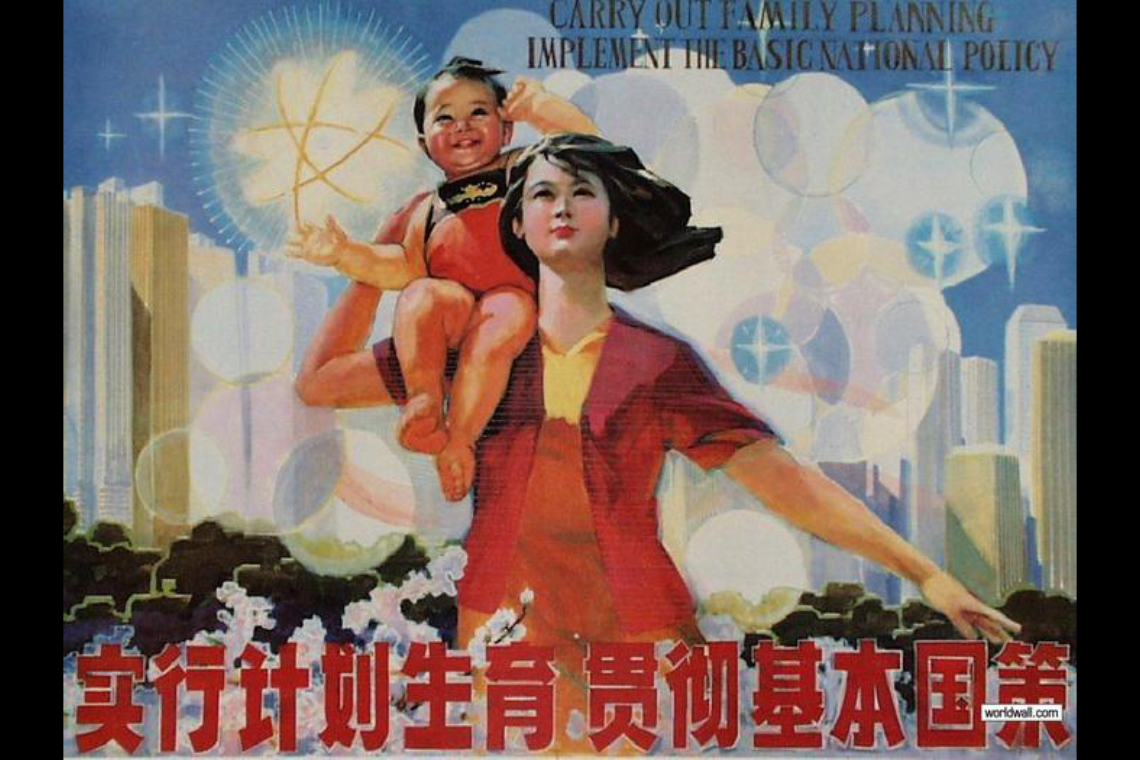 CARRY OUT FAMILY PLANNING
IMPLEMENT THE BASIC NATIONAL POLICY
实行计划生育 贯彻基本国策
worldwall.com